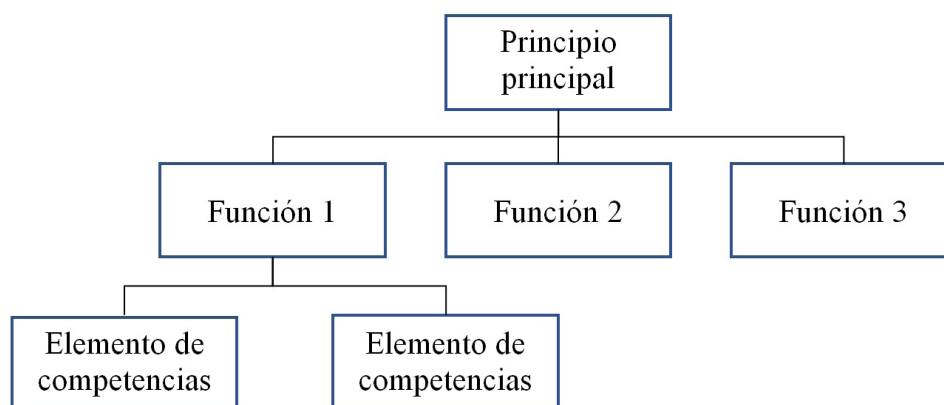 Principio
principal
Función 1
Función 2
Función 3
Elemento de
competencias
Elemento de
competencias